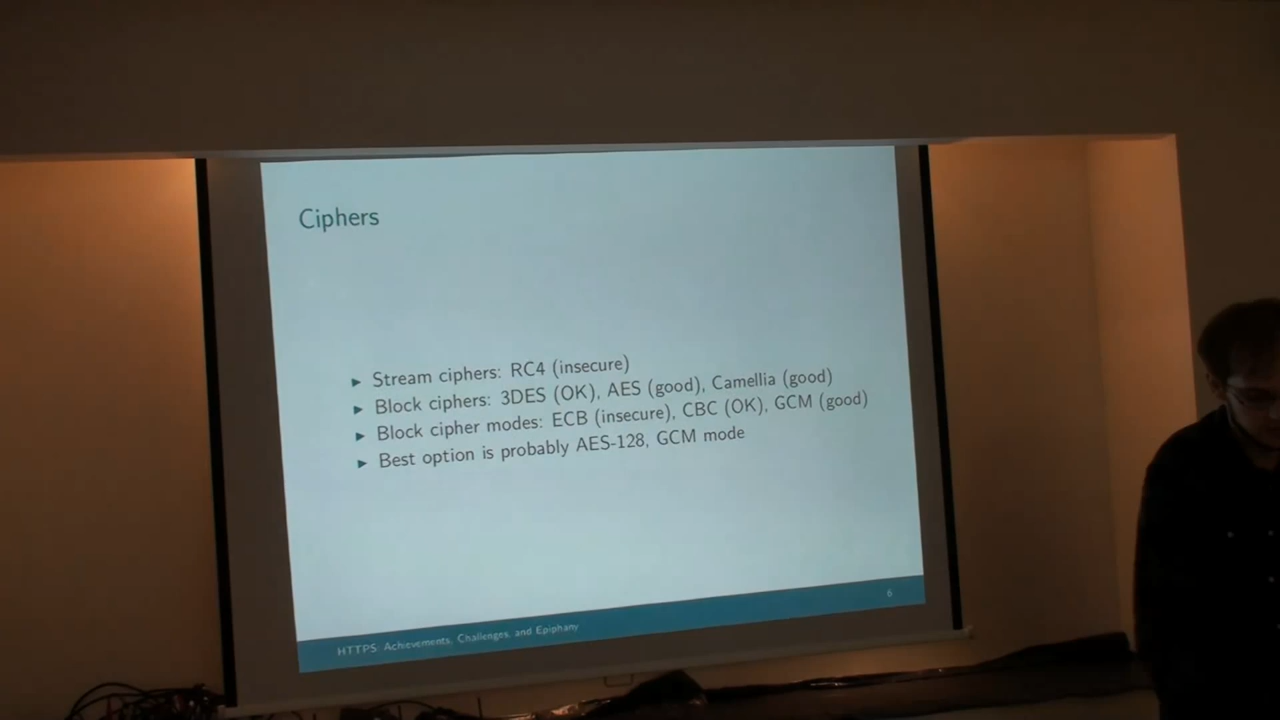 Ciphers
► Stream ciphers: RC4 (insecure)
► Block ciphers: 3DES (OK), AES (good), Camellia (good)
► Block cipher modes: ECB (insecure), CBC (OK), GCM (good)
► Best option is probably AES-128, GCM mode
HTTPS: Achievements, Challenges, and Epiphany
6